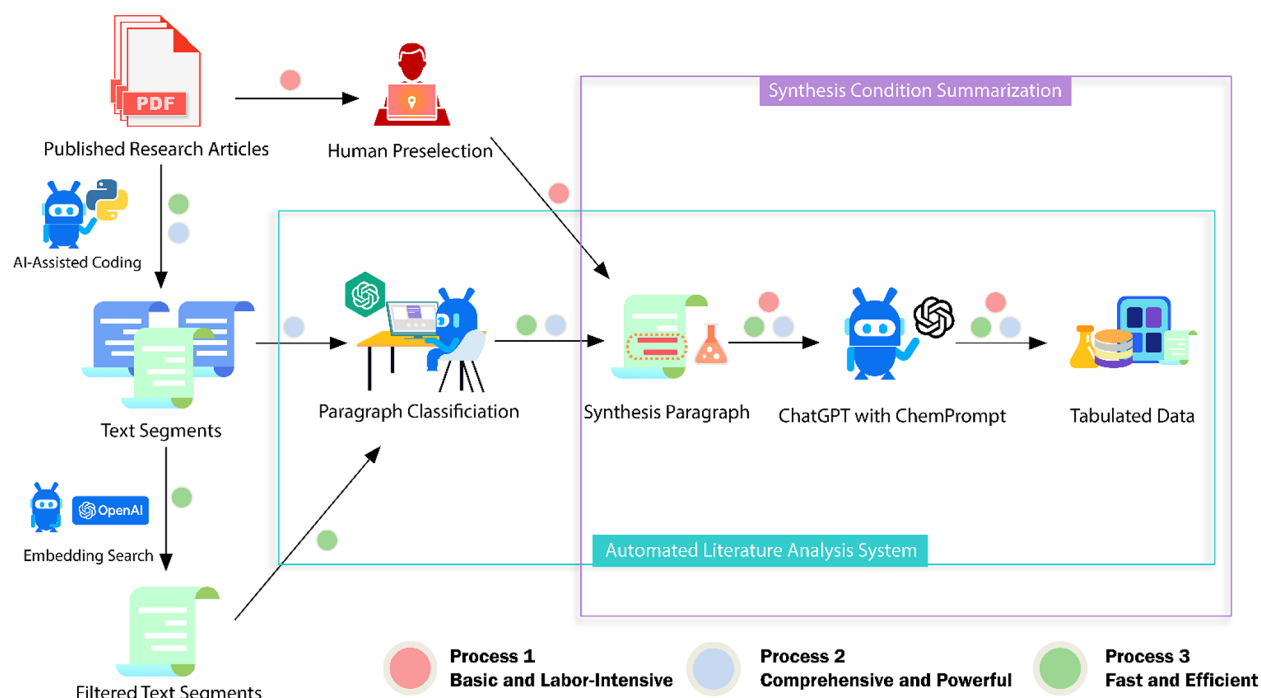 PDF
Published Research Articles
Human Preselection
Synthesis Condition Summarization
AI-Assisted Coding
Text Segments
Paragraph Classificiation
Synthesis Paragraph
ChatGPT with ChemPrompt
Tabulated Data
OpenAI
Embedding Search
Automated Literature Analysis System
Filtered Text Segments
Process 1
Basic and Labor-Intensive
Process 2
Comprehensive and Powerful
Process 3
Fast and Efficient